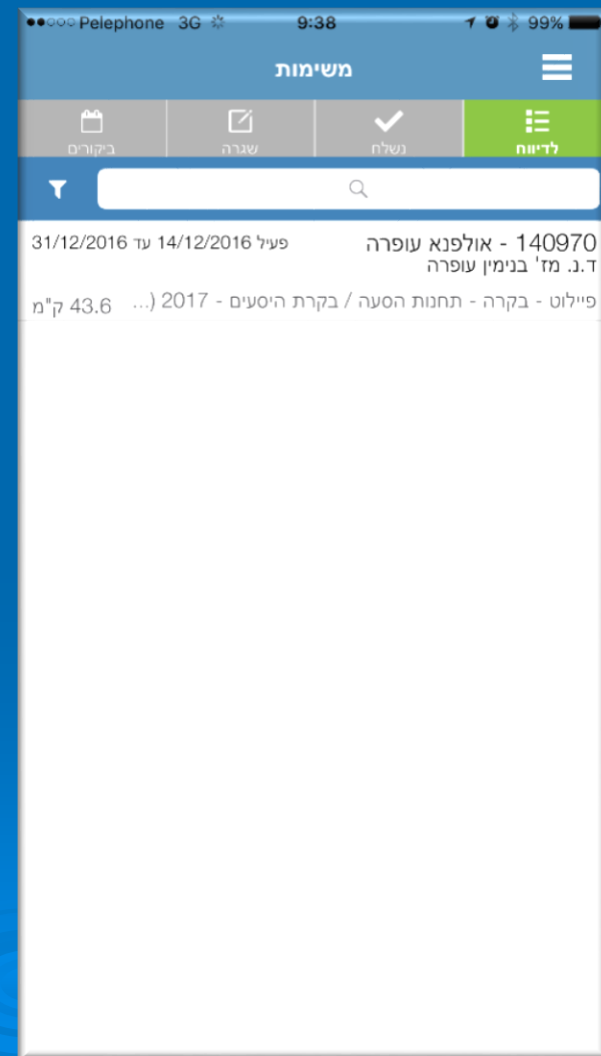 Pelephone 3G 9:38 99%
משימות
לדיווח נשלח שגרה ביקורים
140970 - אולפנא עופרה פעיל 14/12/2016 עד 31/12/2016
ד.נ. מז' בנימין עופרה
פיילוט - בקרה - תחנות הסעה / בקרת היסעים - 2017 (... 43.6 ק"מ